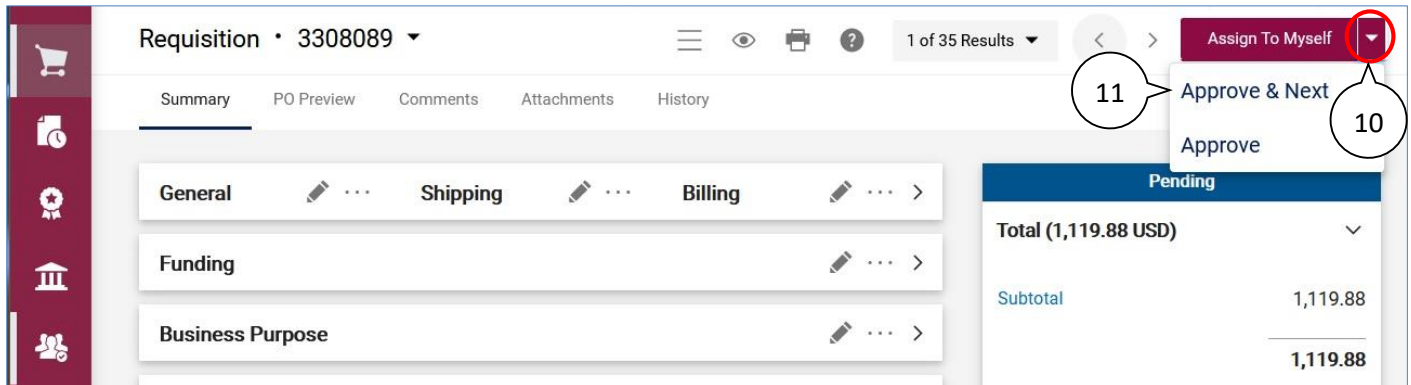 Requisition • 3308089
1 of 35 Results
Assign To Myself
Summary PO Preview Comments Attachments History
11
Approve & Next
10
Approve
General ... Shipping ... Billing ...
Pending
Total (1,119.88 USD)
Funding ...
Subtotal 1,119.88
Business Purpose ...
1,119.88